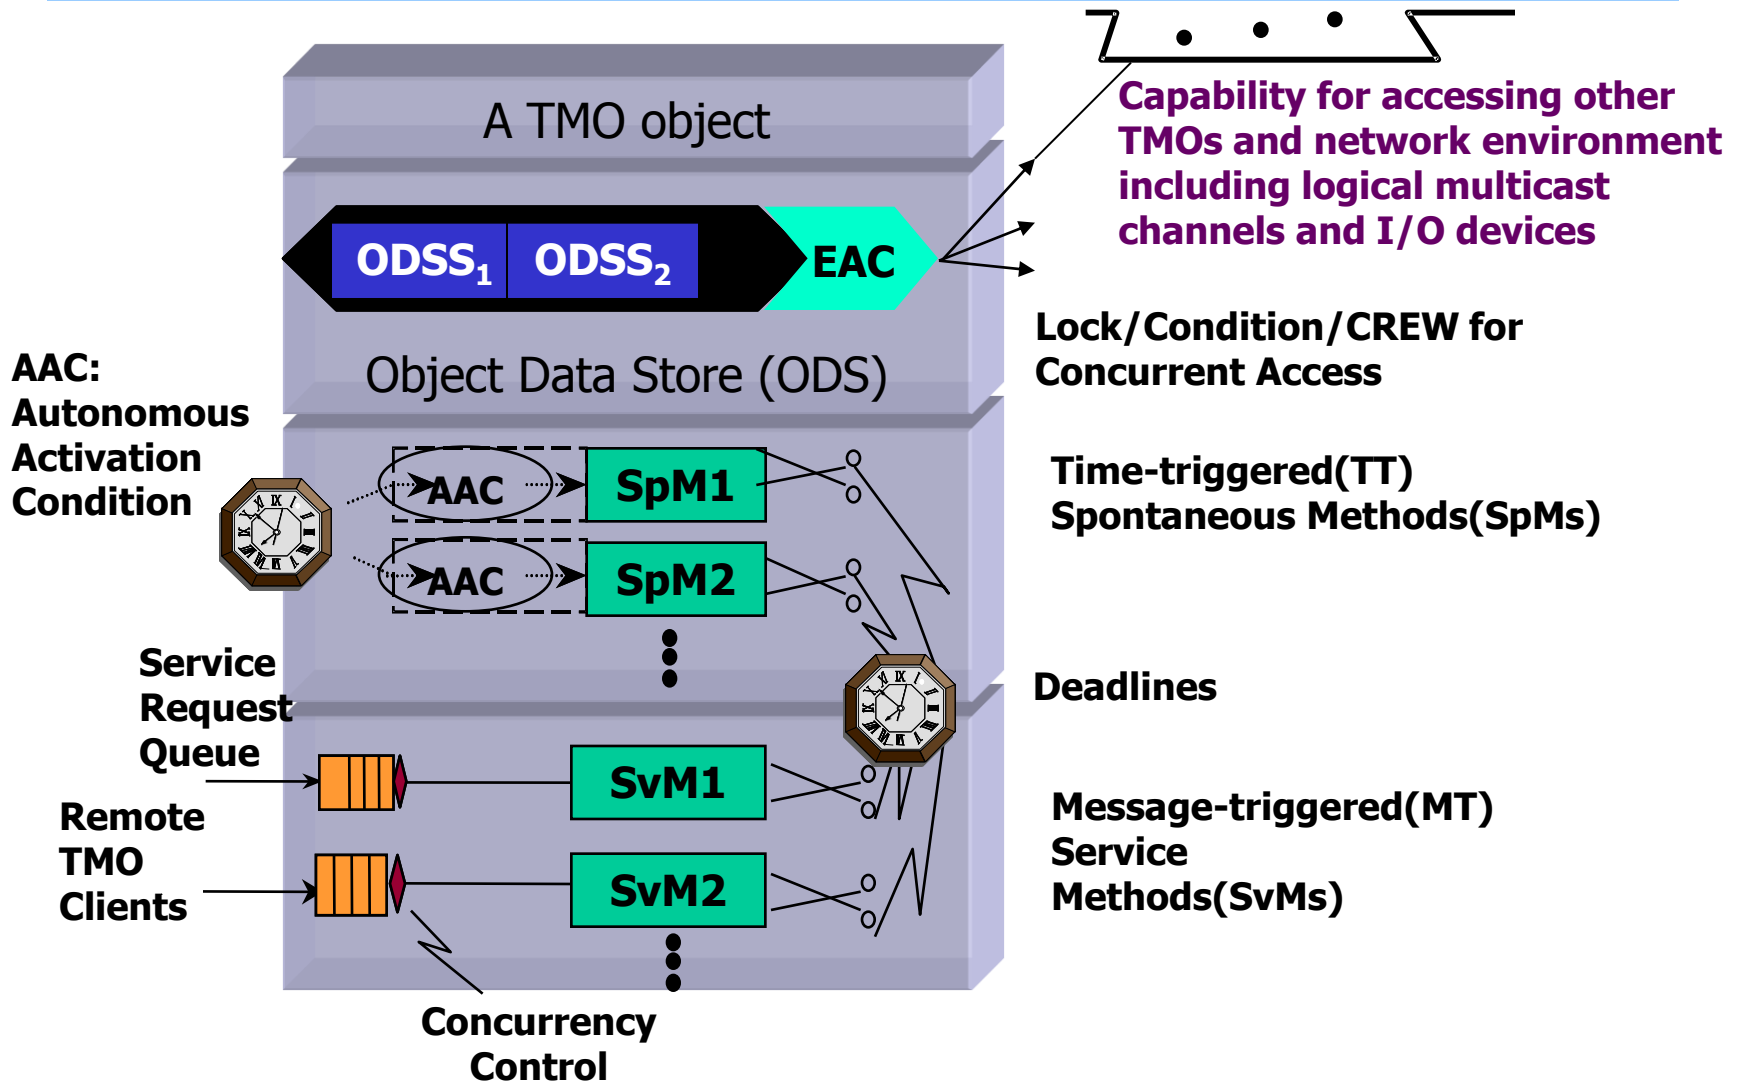 A TMO object
Capability for accessing other
TMOs and network environment
including logical multicast
channels and I/O devices
ODSS1
ODSS2
EAC
Object Data Store (ODS)
Lock/Condition/CREW for
Concurrent Access
AAC:
Autonomous
Activation
Condition
AAC
SpM1
AAC
SpM2
Time-triggered(TT)
Spontaneous Methods(SpMs)
Deadlines
Service
Request
Queue
Remote
TMO
Clients
SvM1
SvM2
Message-triggered(MT)
Service
Methods(SvMs)
Concurrency
Control